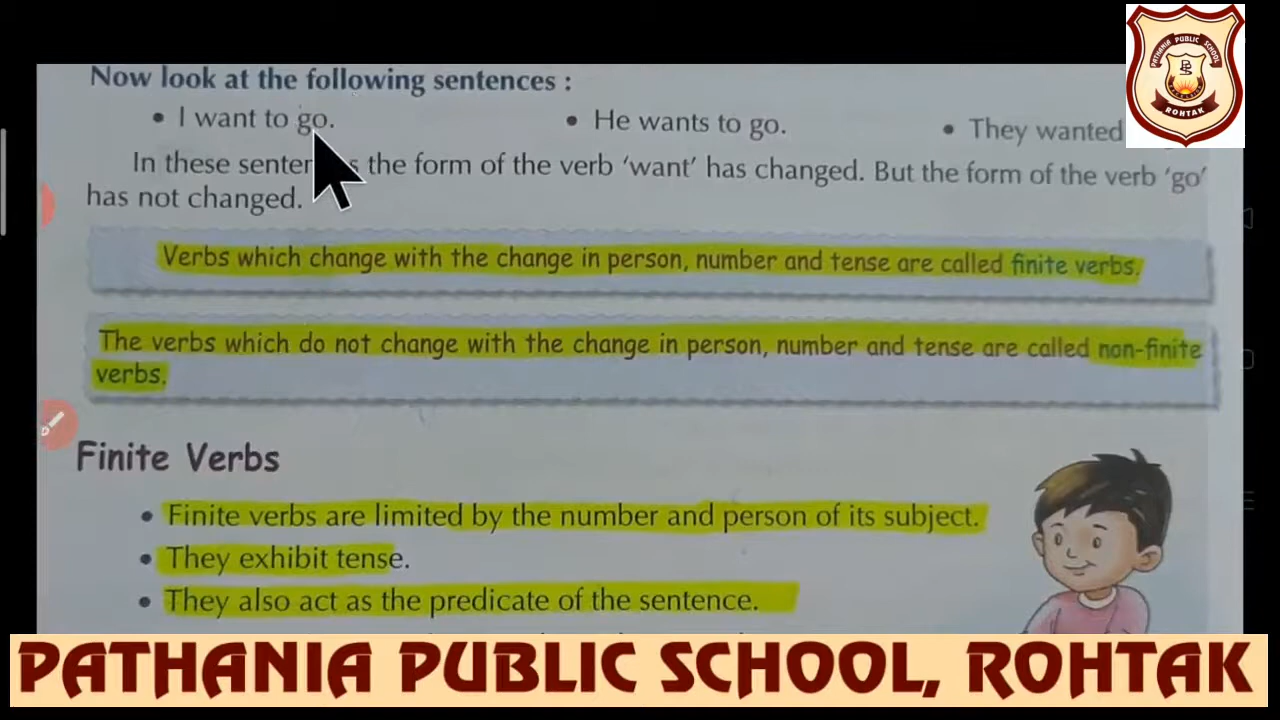 PATHANIA PUBLIC SCHOOL
ROHTAK
Now look at the following sentences :
• I want to go. • He wants to go. • They wanted
In these the form of the verb ‘want’ has changed. But the form of the verb ‘go’
has not changed.
Verbs which change with the change in person, number and tense are called finite verbs.
The verbs which do not change with the change in person, number and tense are called non-finite
verbs.
Finite Verbs
• Finite verbs are limited by the number and person of its subject.
• They exhibit tense.
• They also act as the predicate of the sentence.
PATHANIA PUBLIC SCHOOL, ROHTAK